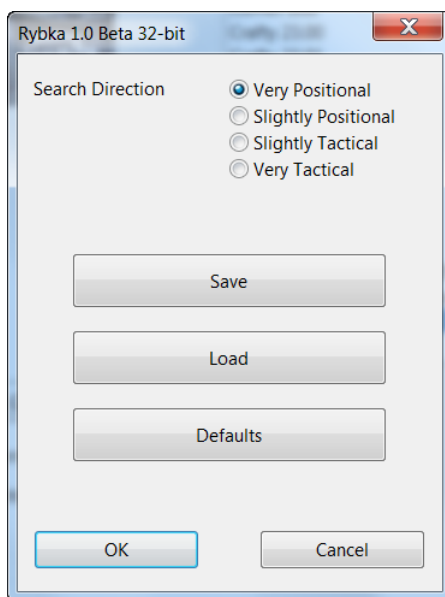 Rybka 1.0 Beta 32-bit
Search Direction
Very Positional
Slightly Positional
Slightly Tactical
Very Tactical
Save
Load
Defaults
OK
Cancel